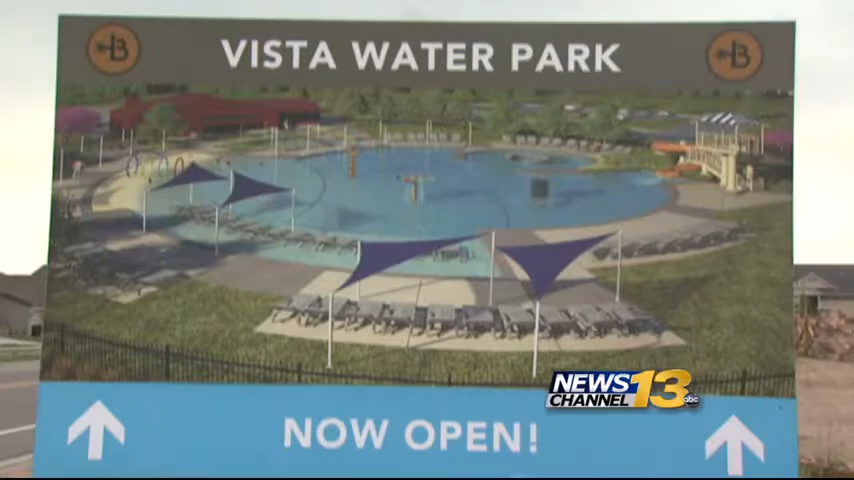 VISTA WATER PARK
B
B
NEWS 13
CHANNEL abc
NOW OPEN!